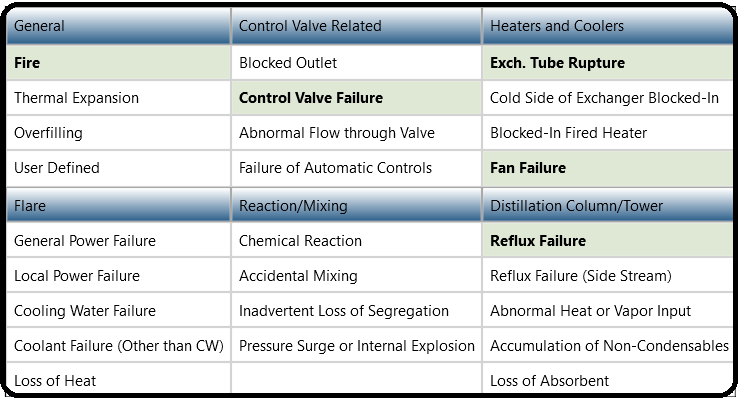 General Control Valve Related Heaters and Coolers
Fire Blocked Outlet Exch. Tube Rupture
Thermal Expansion Control Valve Failure Cold Side of Exchanger Blocked-In
Overfilling Abnormal Flow through Valve Blocked-In Fired Heater
User Defined Failure of Automatic Controls Fan Failure
Flare Reaction/Mixing Distillation Column/Tower
General Power Failure Chemical Reaction Reflux Failure
Local Power Failure Accidental Mixing Reflux Failure (Side Stream)
Cooling Water Failure Inadvertent Loss of Segregation Abnormal Heat or Vapor Input
Coolant Failure (Other than CW) Pressure Surge or Internal Explosion Accumulation of Non-Condensables
Loss of Heat Loss of Absorbent